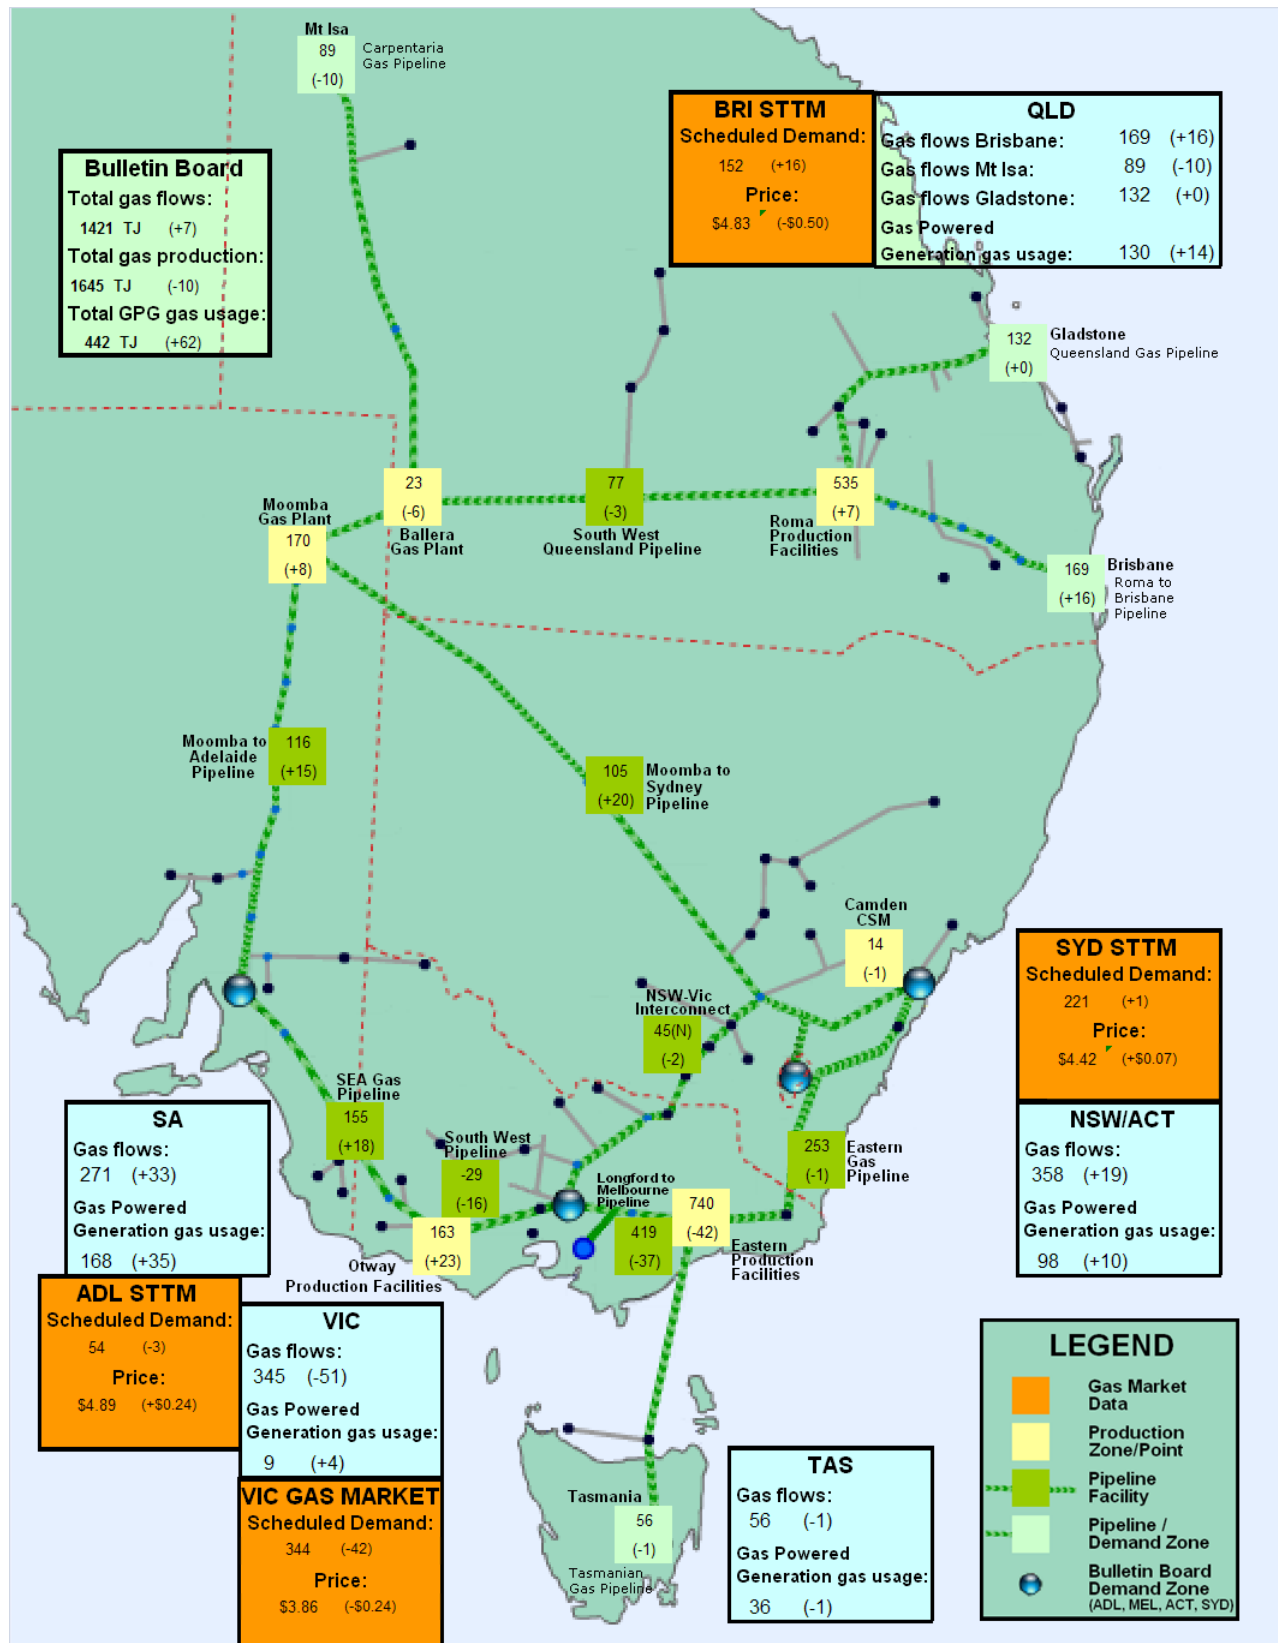 Mt Isa
89
(-10)
Carpentaria
Gas Pipeline
BRI STTM
Scheduled Demand:
152 (+16)
Price:
$4.83 (-$0.50)
QLD
Gas flows Brisbane: 169 (+16)
Gas flows Mt Isa: 89 (-10)
Gas flows Gladstone: 132 (+0)
Gas Powered
Generation gas usage: 130 (+14)
Bulletin Board
Total gas flows:
1421 TJ (+7)
Total gas production:
1645 TJ (-10)
Total GPG gas usage:
442 TJ (+62)
132
(+0)
Gladstone
Queensland Gas Pipeline
23
(-6)
Ballera
Gas Plant
77
(-3)
South West
Queensland Pipeline
535
(+7)
Roma
Production
Facilities
Moomba
Gas Plant
170
(+8)
169
(+16)
Brisbane
Roma to
Brisbane
Pipeline
Moomba to
Adelaide
Pipeline
116
(+15)
105
(+20)
Moomba to
Sydney
Pipeline
Camden
CSM
14
(-1)
NSW-Vic
Interconnect
45(N)
(-2)
SYD STTM
Scheduled Demand:
221 (+1)
Price:
$4.42 (+$0.07)
SEA Gas
Pipeline
155
(+18)
South West
Pipeline
-29
(-16)
Longford to
Melbourne
Pipeline
419
(-37)
740
(-42)
Eastern
Production
Facilities
253
(-1)
Eastern
Gas
Pipeline
163
(+23)
Otway
Production Facilities
NSW/ACT
Gas flows:
358 (+19)
Gas Powered
Generation gas usage:
98 (+10)
SA
Gas flows:
271 (+33)
Gas Powered
Generation gas usage:
168 (+35)
ADL STTM
Scheduled Demand:
54 (-3)
Price:
$4.89 (+$0.24)
VIC
Gas flows:
345 (-51)
Gas Powered
Generation gas usage:
9 (+4)
VIC GAS MARKET
Scheduled Demand:
344 (-42)
Price:
$3.86 (-$0.24)
Tasmania
56
(-1)
Tasmanian
Gas Pipeline
TAS
Gas flows:
56 (-1)
Gas Powered
Generation gas usage:
36 (-1)
LEGEND
Gas Market
Data
Production
Zone/Point
Pipeline
Facility
Pipeline /
Demand Zone
Bulletin Board
Demand Zone
(ADL, MEL, ACT, SYD)